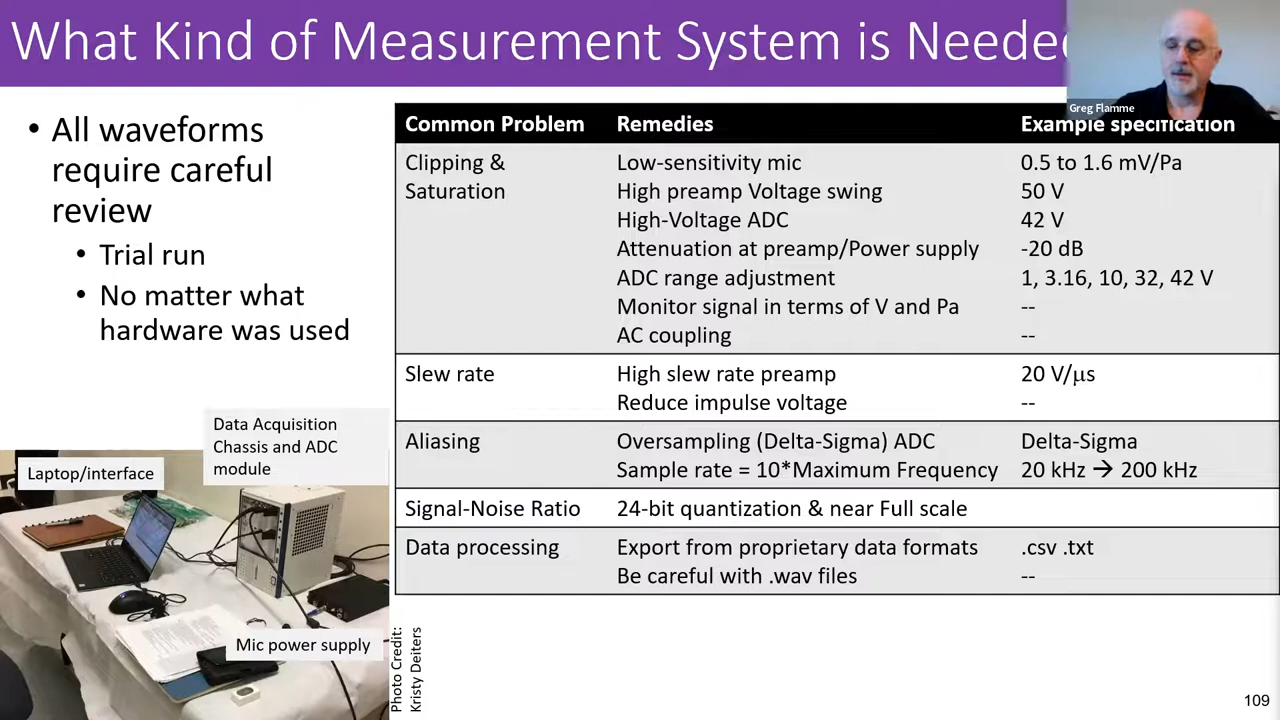 What Kind of Measurement System is Neede
Greg Flamme
• All waveforms
require careful
review
• Trial run
• No matter what
hardware was used
Common Problem Remedies Example specification
Clipping & Low-sensitivity mic 0.5 to 1.6 mV/Pa
Saturation High preamp Voltage swing 50 V
High-Voltage ADC 42 V
Attenuation at preamp/Power supply -20 dB
ADC range adjustment 1, 3.16, 10, 32, 42 V
Monitor signal in terms of V and Pa --
AC coupling --
Slew rate High slew rate preamp 20 V/μs
Reduce impulse voltage --
Aliasing Oversampling (Delta-Sigma) ADC Delta-Sigma
Sample rate = 10*Maximum Frequency 20 kHz → 200 kHz
Signal-Noise Ratio 24-bit quantization & near Full scale
Data processing Export from proprietary data formats .csv .txt
Be careful with .wav files --
Data Acquisition
Chassis and ADC
module
Laptop/interface
Mic power supply
Photo Credit:
Kristy Deiters
109